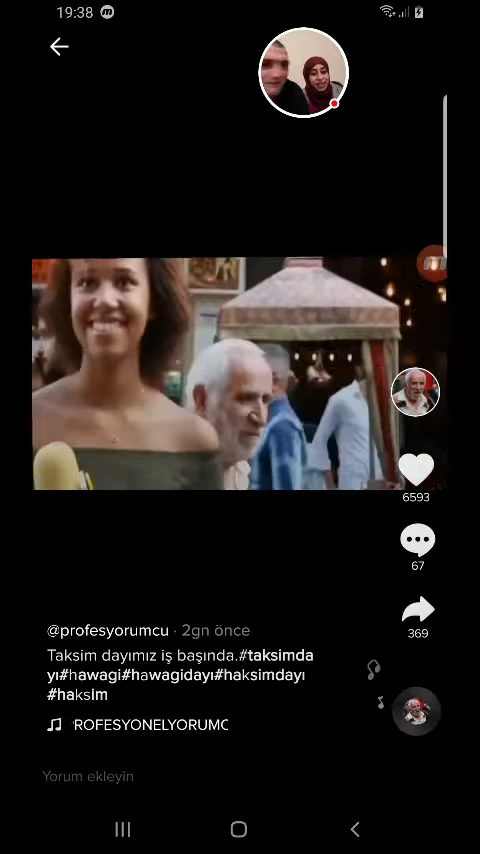 19:38
@profesyorumcu · 2gn önce
Taksim dayımız iş başında.#taksimda
yı#hawagi#hawagidayı#haksimdayı
#haksim
ROFESYONELYORUMC
6593
67
369
Yorum ekleyin